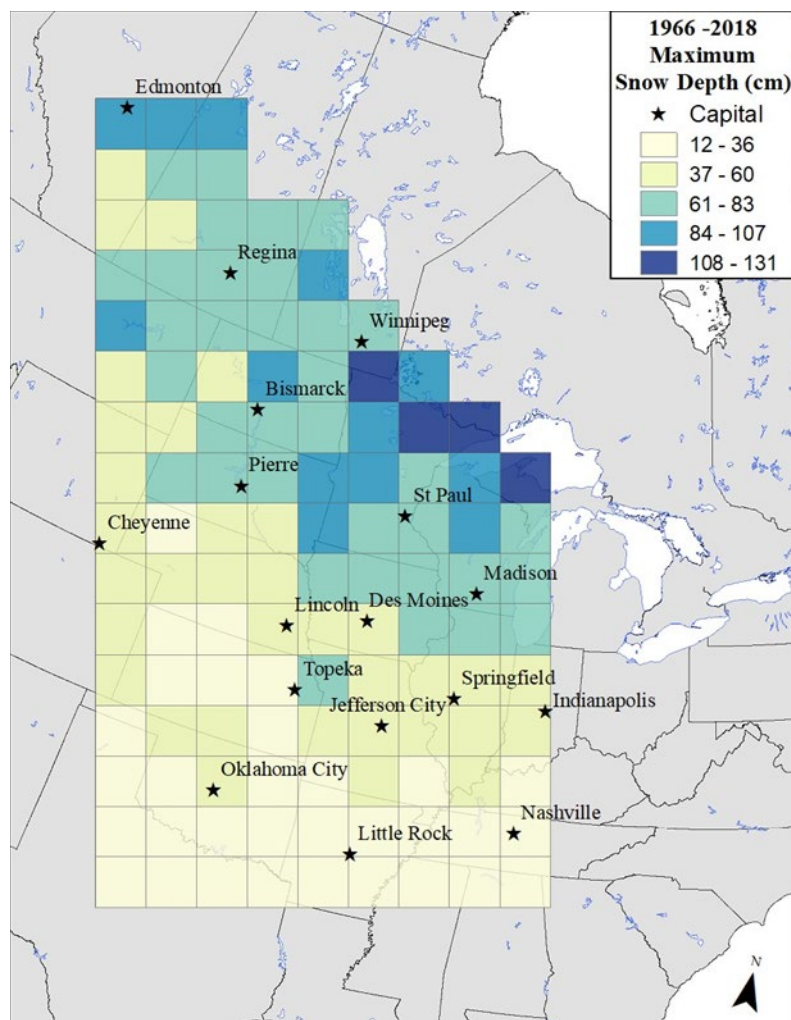 1966 -2018
Maximum
Snow Depth (cm)
Capital
12 - 36
37 - 60
61 - 83
84 - 107
108 - 131
Edmonton
Regina
Winnipeg
Bismarck
Pierre
St Paul
Cheyenne
Madison
Lincoln
Des Moines
Topeka
Springfield
Jefferson City
Indianapolis
Oklahoma City
Nashville
Little Rock
N